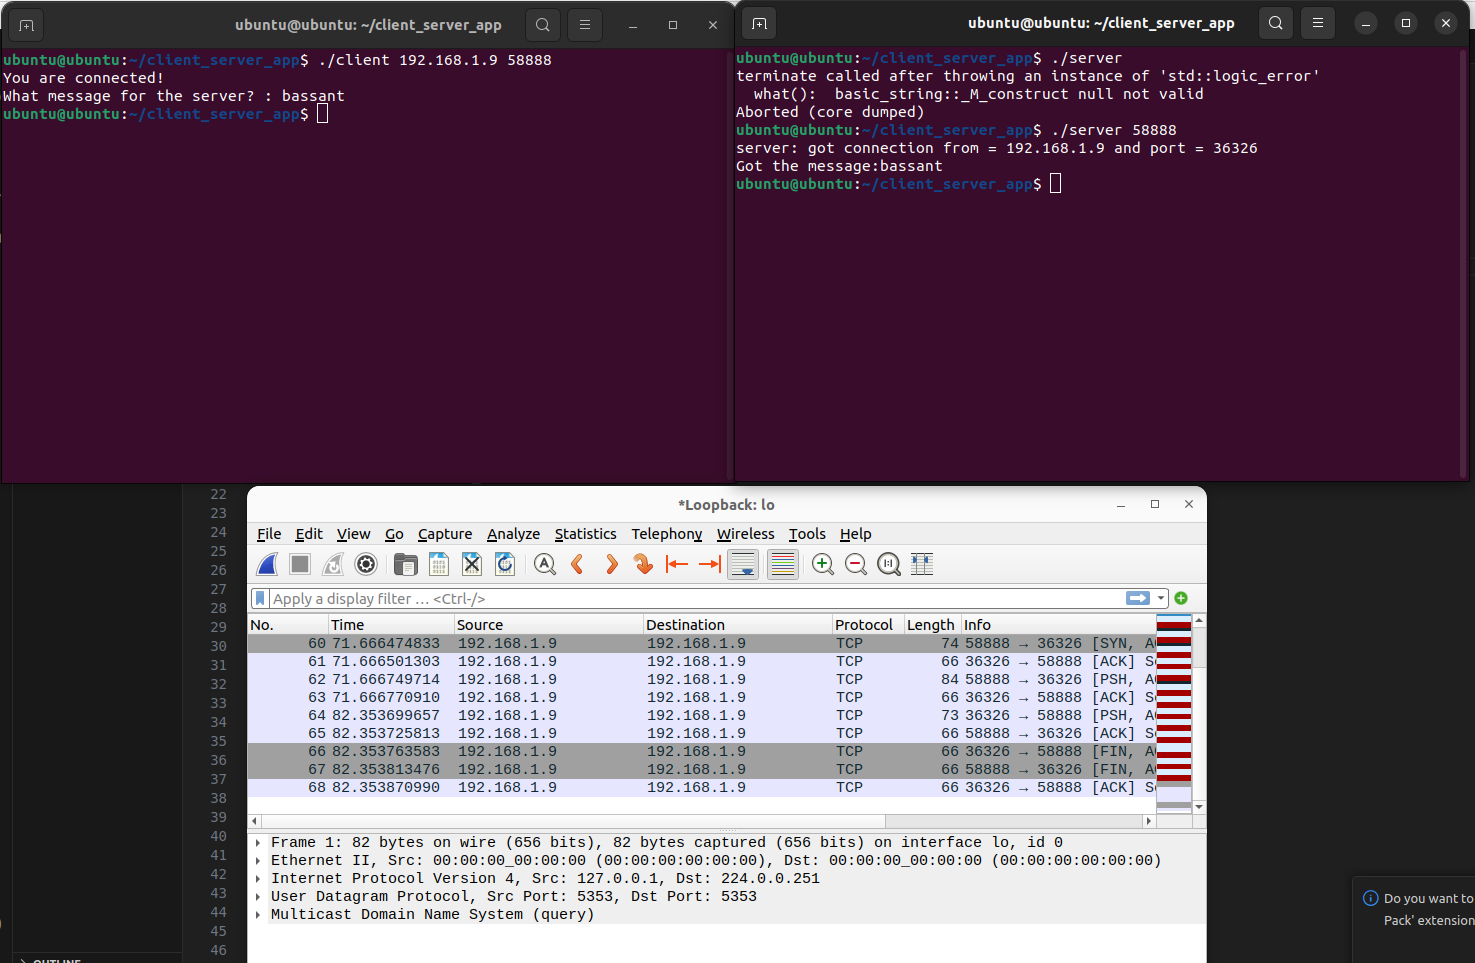 ubuntu@ubuntu: ~/client_server_app
ubuntu@ubuntu:~/client_server_app$ ./client 192.168.1.9 58888
You are connected!
What message for the server? : bassant
ubuntu@ubuntu:~/client_server_app$
ubuntu@ubuntu: ~/client_server_app
ubuntu@ubuntu:~/client_server_app$ ./server
terminate called after throwing an instance of 'std::logic_error'
  what():  basic_string::_M_construct null not valid
Aborted (core dumped)
ubuntu@ubuntu:~/client_server_app$ ./server 58888
server: got connection from = 192.168.1.9 and port = 36326
Got the message:bassant
ubuntu@ubuntu:~/client_server_app$
22
23
24
25
26
27
28
29
30
31
32
33
34
35
36
37
38
39
40
41
42
43
44
45
46
OUTLINE
*Loopback: lo
File Edit View Go Capture Analyze Statistics Telephony Wireless Tools Help
Apply a display filter … <Ctrl-/>
No. Time Source Destination Protocol Length Info
60 71.666474833 192.168.1.9 192.168.1.9 TCP 74 58888 → 36326 [SYN, A
61 71.666501303 192.168.1.9 192.168.1.9 TCP 66 36326 → 58888 [ACK] S
62 71.666749714 192.168.1.9 192.168.1.9 TCP 84 58888 → 36326 [PSH, A
63 71.666770910 192.168.1.9 192.168.1.9 TCP 66 36326 → 58888 [ACK] S
64 82.353699657 192.168.1.9 192.168.1.9 TCP 73 36326 → 58888 [PSH, A
65 82.353725813 192.168.1.9 192.168.1.9 TCP 66 58888 → 36326 [ACK] S
66 82.353763583 192.168.1.9 192.168.1.9 TCP 66 36326 → 58888 [FIN, A
67 82.353813476 192.168.1.9 192.168.1.9 TCP 66 58888 → 36326 [FIN, A
68 82.353870990 192.168.1.9 192.168.1.9 TCP 66 36326 → 58888 [ACK] S
Frame 1: 82 bytes on wire (656 bits), 82 bytes captured (656 bits) on interface lo, id 0
Ethernet II, Src: 00:00:00_00:00:00 (00:00:00:00:00:00), Dst: 00:00:00_00:00:00 (00:00:00:00:00:00)
Internet Protocol Version 4, Src: 127.0.0.1, Dst: 224.0.0.251
User Datagram Protocol, Src Port: 5353, Dst Port: 5353
Multicast Domain Name System (query)
Do you want to
Pack' extension